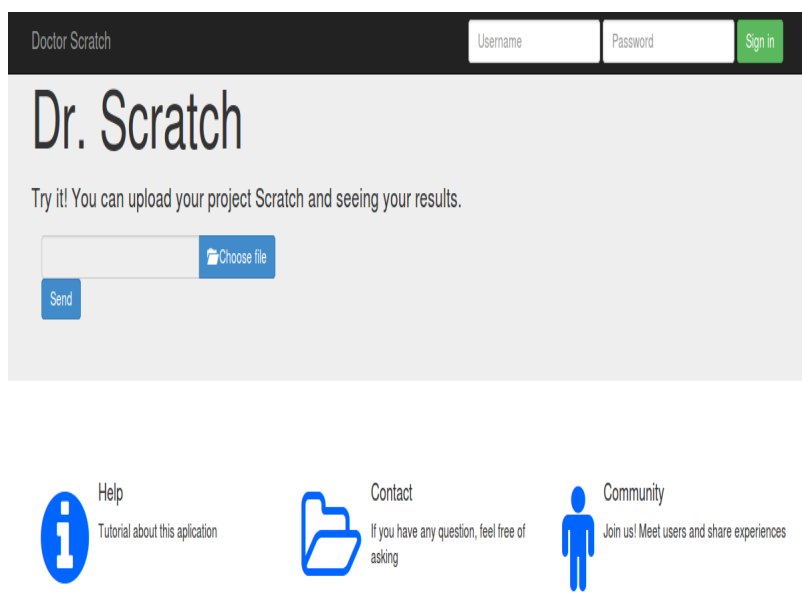 Doctor Scratch
Username
Password
Sign in
Dr. Scratch
Try it! You can upload your project Scratch and seeing your results.
Choose file
Send
Help
Tutorial about this aplication
Contact
If you have any question, feel free of
asking
Community
Join us! Meet users and share experiences